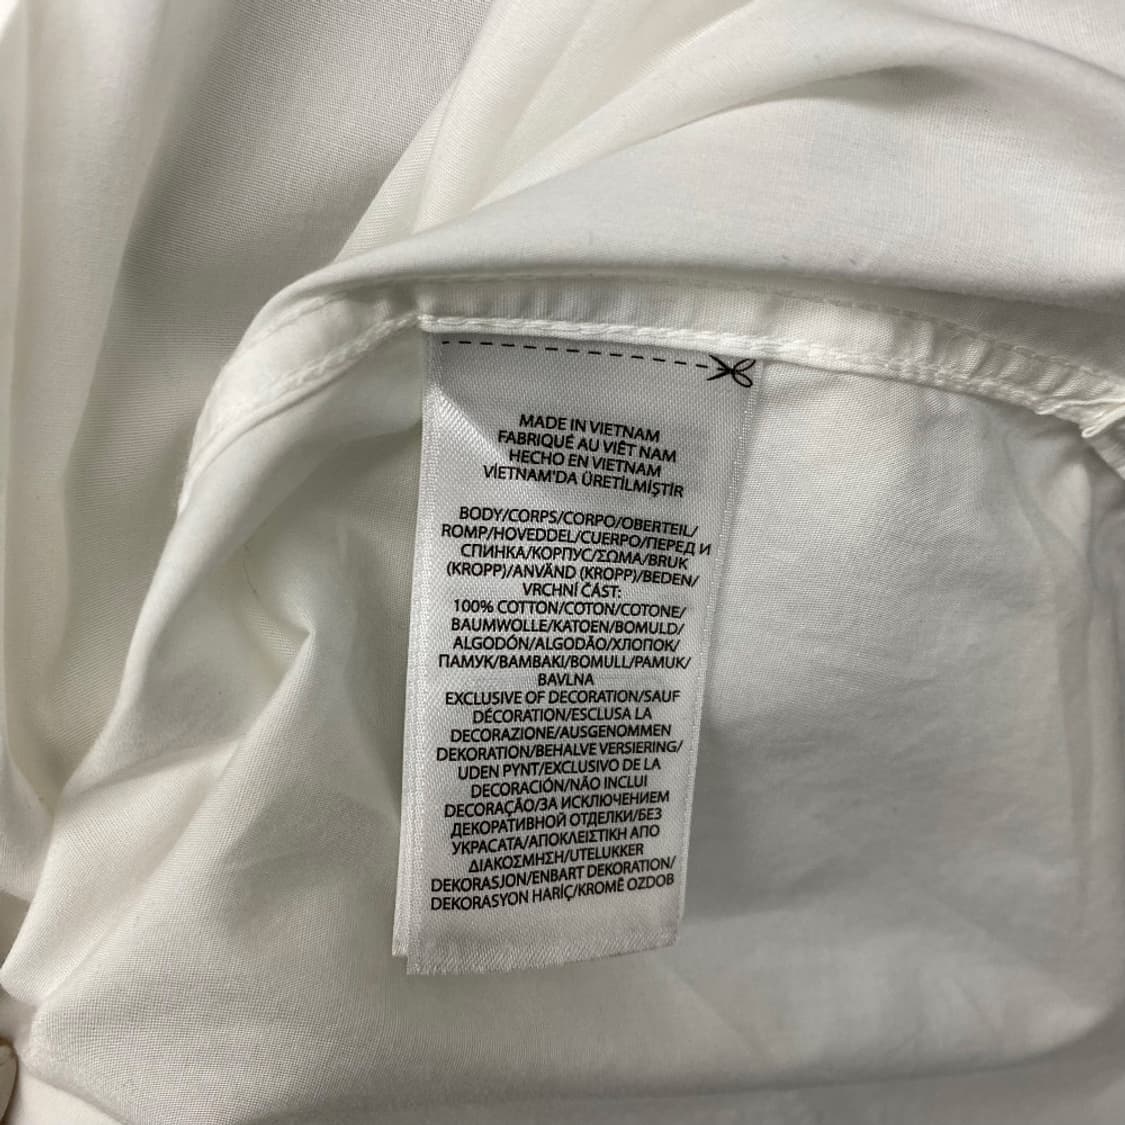 MADE IN VIETNAM
FABRIQUÉ AU VIÊT NAM
HECHO EN VIETNAM
VİETNAM'DA ÜRETİLMİŞTİR
BODY/CORPS/CORPO/OBERTEIL/
ROMP/HOVEDDEL/CUERPO/ПЕРЕД И
СПИНКА/КОРПУС/ΣΩΜΑ/BRUK
(KROPP)/ANVÄND (KROPP)/BEDEN/
VRCHNÍ ČÁST:
100% COTTON/COTON/COTONE/
BAUMWOLLE/KATOEN/BOMULD/
ALGODÓN/ALGODÃO/ХЛОПОК/
ПАМУК/ΒΑΜΒΑΚΙ/BOMULL/PAMUK/
BAVLNA
EXCLUSIVE OF DECORATION/SAUF
DÉCORATION/ESCLUSA LA
DECORAZIONE/AUSGENOMMEN
DEKORATION/BEHALVE VERSIERING/
UDEN PYNT/EXCLUSIVO DE LA
DECORACIÓN/NÃO INCLUI
DECORAÇÃO/ЗА ИСКЛЮЧЕНИЕМ
ДЕКОРАТИВНОЙ ОТДЕЛКИ/БЕЗ
УКРАСАТА/ΑΠΟΚΛΕΙΣΤΙΚΗ ΑΠΟ
ΔΙΑΚΟΣΜΗΣΗ/UTELUKKER
DEKORASJON/ENBART DEKORATION/
DEKORASYON HARİÇ/KROMĚ OZDOB